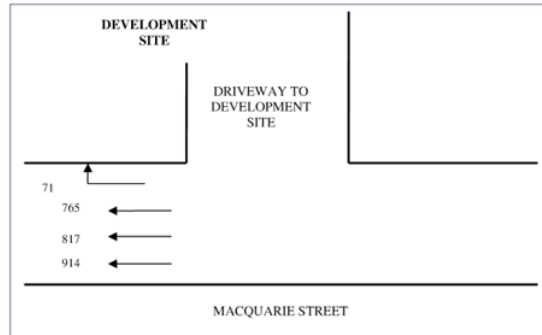 DEVELOPMENT
SITE
DRIVEWAY TO
DEVELOPMENT
SITE
71
765
817
914
MACQUARIE STREET